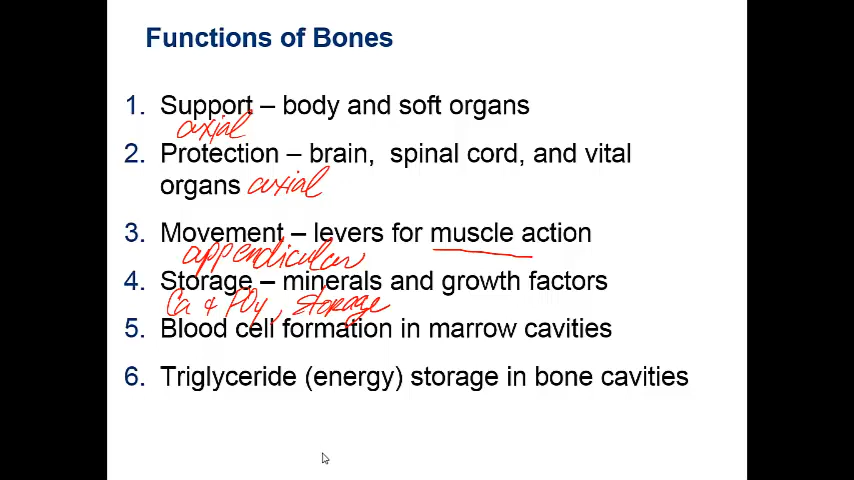 Functions of Bones
1. Support – body and soft organs
axial
2. Protection – brain, spinal cord, and vital
organs axial
3. Movement – levers for muscle action
appendicular
4. Storage – minerals and growth factors
Ca & PO4, storage
5. Blood cell formation in marrow cavities
6. Triglyceride (energy) storage in bone cavities